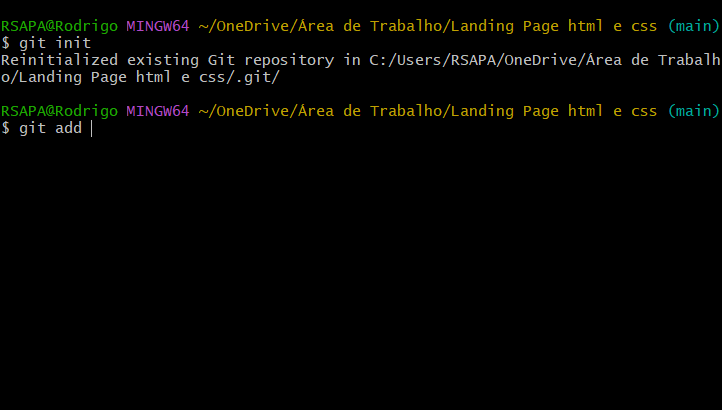 RSAPA@Rodrigo MINGW64 ~/OneDrive/Área de Trabalho/Landing Page html e css (main)
$ git init
Reinitialized existing Git repository in C:/Users/RSAPA/OneDrive/Área de Trabalh
o/Landing Page html e css/.git/
RSAPA@Rodrigo MINGW64 ~/OneDrive/Área de Trabalho/Landing Page html e css (main)
$ git add